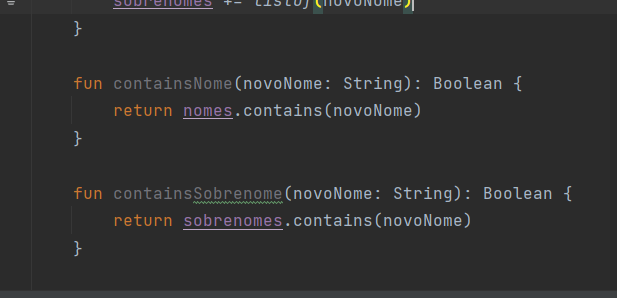 sobrenomes += listOf(novoNome)
}
fun containsNome(novoNome: String): Boolean {
return nomes.contains(novoNome)
}
fun containsSobrenome(novoNome: String): Boolean {
return sobrenomes.contains(novoNome)
}